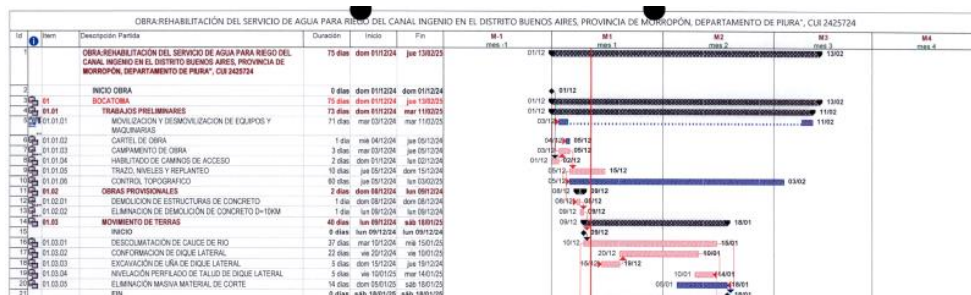 OBRA:REHABILITACIÓN DEL SERVICIO DE AGUA PARA RIEGO DEL CANAL INGENIO EN EL DISTRITO BUENOS AIRES, PROVINCIA DE MORROPÓN, DEPARTAMENTO DE PIURA", CUI 2425724
Id Item Descripción Partida Duración Inicio Fin M-1 M1 M2 M3 M4
mes -1 mes 1 mes 2 mes 3 mes 4
1 OBRA:REHABILITACIÓN DEL SERVICIO DE AGUA PARA RIEGO DEL 75 días dom 01/12/24 jue 13/02/25 01/12 13/02
CANAL INGENIO EN EL DISTRITO BUENOS AIRES, PROVINCIA DE
MORROPÓN, DEPARTAMENTO DE PIURA", CUI 2425724
2 INICIO OBRA 0 días dom 01/12/24 dom 01/12/24 01/12
3 01 BOCATOMA 75 días dom 01/12/24 jue 13/02/25 01/12 13/02
4 01.01 TRABAJOS PRELIMINARES 73 días dom 01/12/24 mar 11/02/25 01/12 11/02
5 01.01.01 MOVILIZACION Y DESMOVILIZACION DE EQUIPOS Y 71 días mar 03/12/24 mar 11/02/25 03/12 11/02
MAQUINARIAS
6 01.01.02 CARTEL DE OBRA 1 día mié 04/12/24 jue 05/12/24 04/12 05/12
7 01.01.03 CAMPAMENTO DE OBRA 3 días mar 03/12/24 jue 05/12/24 03/12 05/12
8 01.01.04 HABILITADO DE CAMINOS DE ACCESO 2 días dom 01/12/24 lun 02/12/24 01/12 02/12
9 01.01.05 TRAZO, NIVELES Y REPLANTEO 10 días jue 05/12/24 dom 15/12/24 05/12 15/12
10 01.01.06 CONTROL TOPOGRAFICO 60 días jue 05/12/24 lun 03/02/25 05/12 03/02
11 01.02 OBRAS PROVISIONALES 2 días dom 08/12/24 lun 09/12/24 08/12 09/12
12 01.02.01 DEMOLICION DE ESTRUCTURAS DE CONCRETO 1 día dom 08/12/24 dom 08/12/24 08/12 08/12
13 01.02.02 ELIMINACION DE DEMOLICIÓN DE CONCRETO D=10KM 1 día lun 09/12/24 lun 09/12/24 09/12 09/12
14 01.03 MOVIMIENTO DE TERRAS 40 días lun 09/12/24 sáb 18/01/25 09/12 18/01
15 INICIO 0 días lun 09/12/24 lun 09/12/24 09/12
16 01.03.01 DESCOLMATACIÓN DE CAUCE DE RIO 37 días mar 10/12/24 mié 15/01/25 10/12 15/01
17 01.03.02 CONFORMACION DE DIQUE LATERAL 22 días vie 20/12/24 vie 10/01/25 20/12 10/01
18 01.03.03 EXCAVACIÓN DE UÑA DE DIQUE LATERAL 5 días dom 15/12/24 jue 19/12/24 15/12 19/12
19 01.03.04 NIVELACIÓN PERFILADO DE TALUD DE DIQUE LATERAL 5 días vie 10/01/25 mar 14/01/25 10/01 14/01
20 01.03.05 ELIMINACIÓN MASIVA MATERIAL DE CORTE 14 días dom 05/01/25 sáb 18/01/25 05/01 18/01
21 FIN 0 días sáb 18/01/25 sáb 18/01/25 18/01